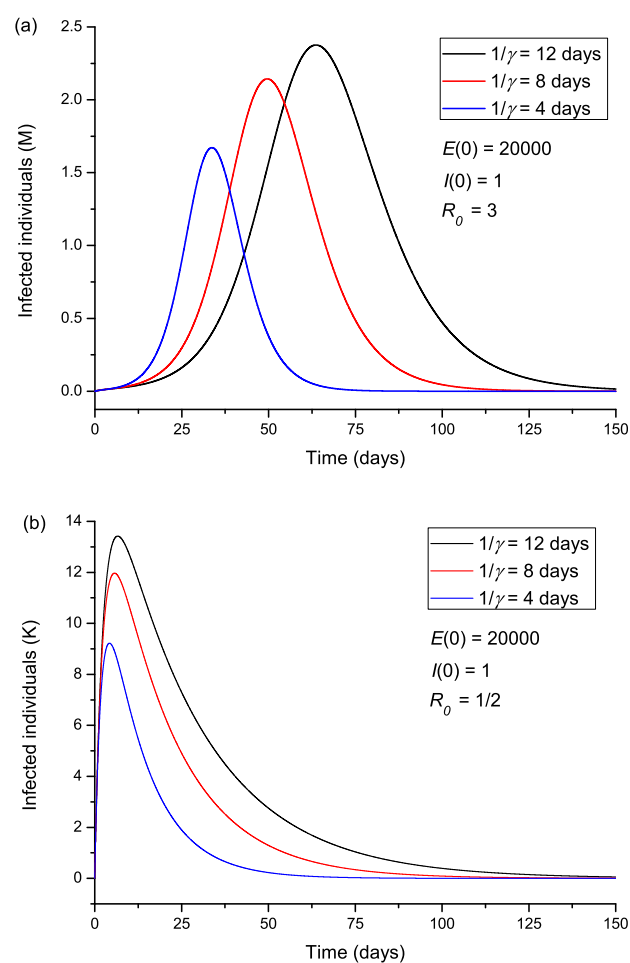 (a)
2.5
2.0
1.5
1.0
0.5
0.0
Infected individuals (M)
1/γ = 12 days
1/γ = 8 days
1/γ = 4 days
E(0) = 20000
I(0) = 1
R0 = 3
0 25 50 75 100 125 150
Time (days)
(b)
14
12
10
8
6
4
2
0
Infected individuals (K)
1/γ = 12 days
1/γ = 8 days
1/γ = 4 days
E(0) = 20000
I(0) = 1
R0 = 1/2
0 25 50 75 100 125 150
Time (days)